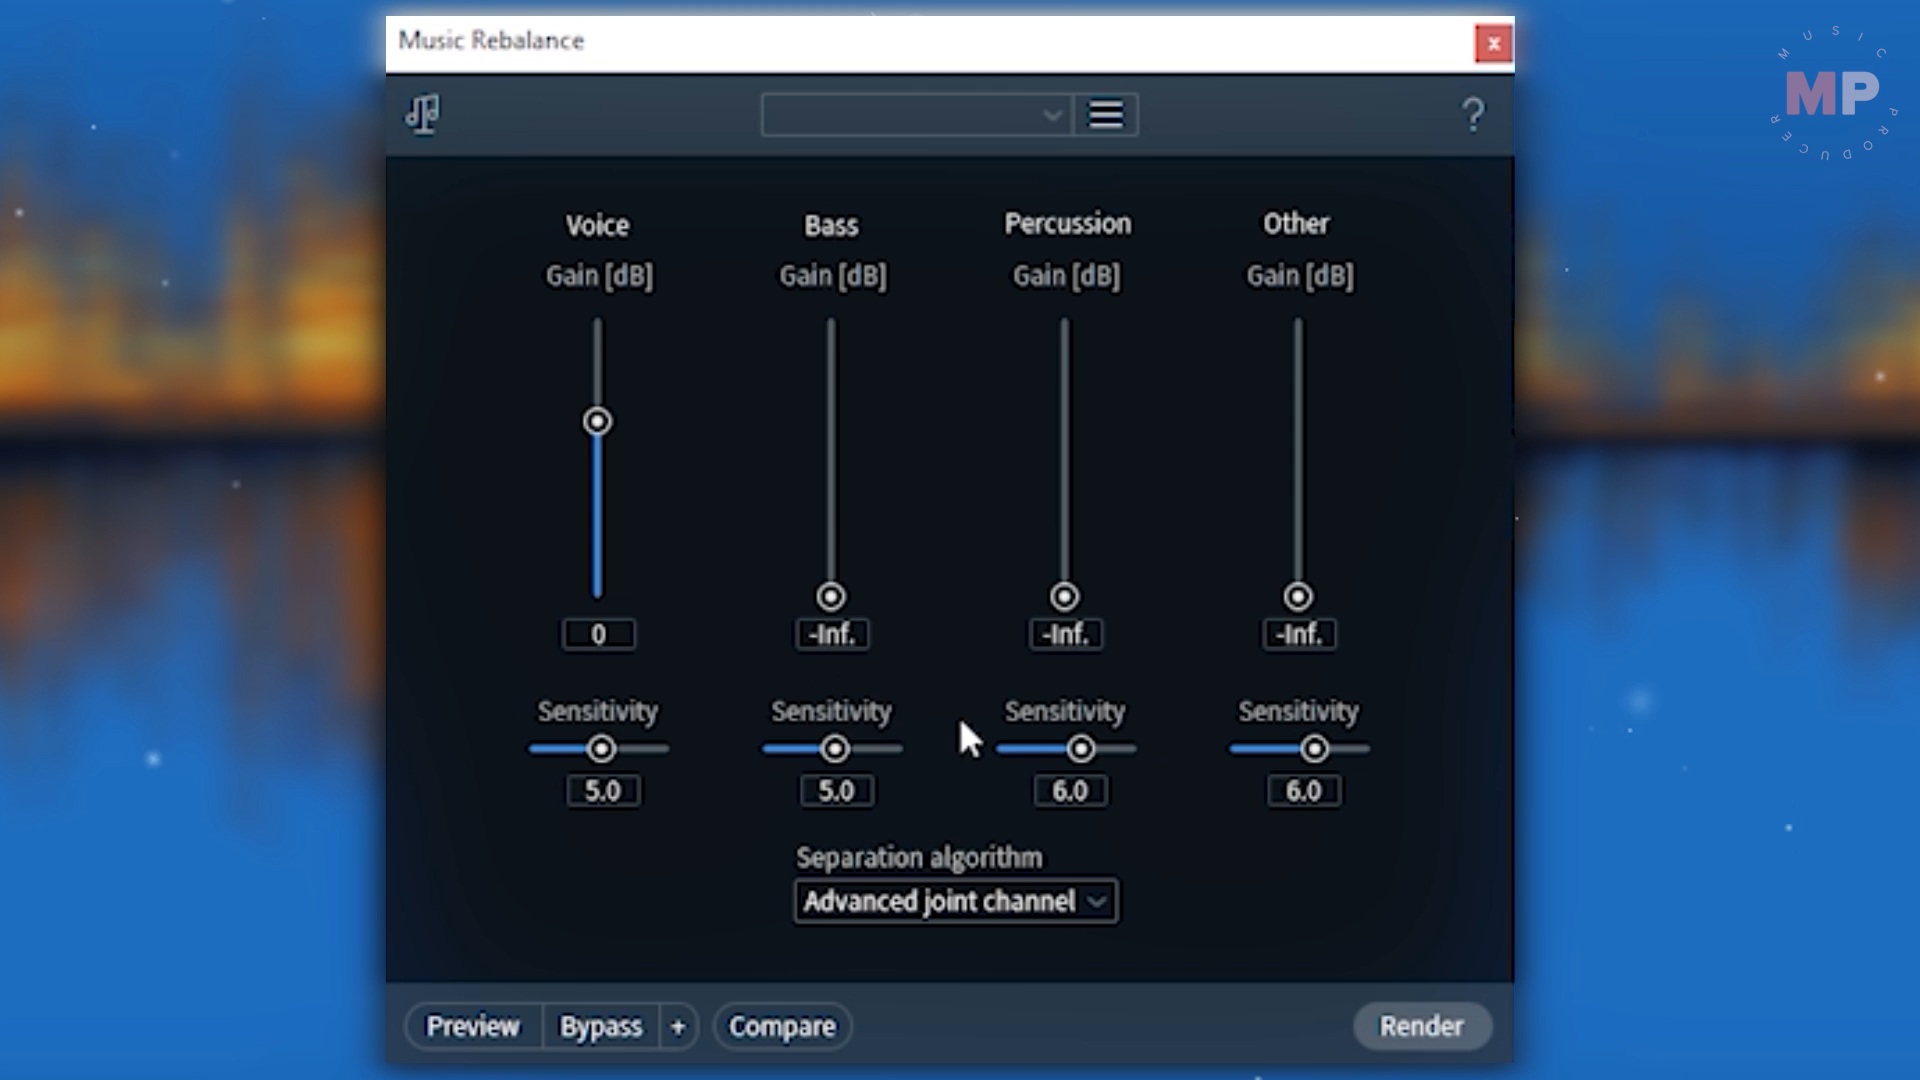 Music Rebalance
x
?
MUSIC
MP
PRODUCER
Voice Bass Percussion Other
Gain [dB] Gain [dB] Gain [dB] Gain [dB]
0 -Inf. -Inf. -Inf.
Sensitivity Sensitivity Sensitivity Sensitivity
5.0 5.0 6.0 6.0
Separation algorithm
Advanced joint channel
Preview Bypass + Compare Render